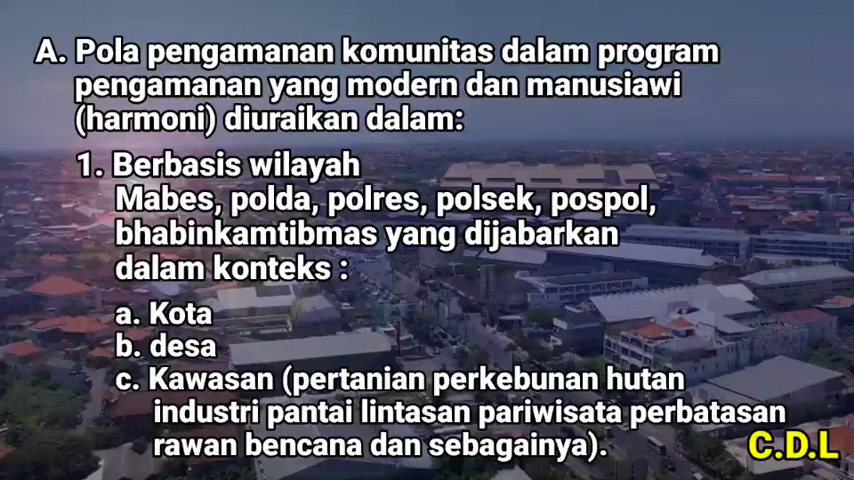 A. Pola pengamanan komunitas dalam program
pengamanan yang modern dan manusiawi
(harmoni) diuraikan dalam:
1. Berbasis wilayah
Mabes, polda, polres, polsek, pospol,
bhabinkamtibmas yang dijabarkan
dalam konteks :
a. Kota
b. desa
c. Kawasan (pertanian perkebunan hutan
industri pantai lintasan pariwisata perbatasan
rawan bencana dan sebagainya).
C.D.L